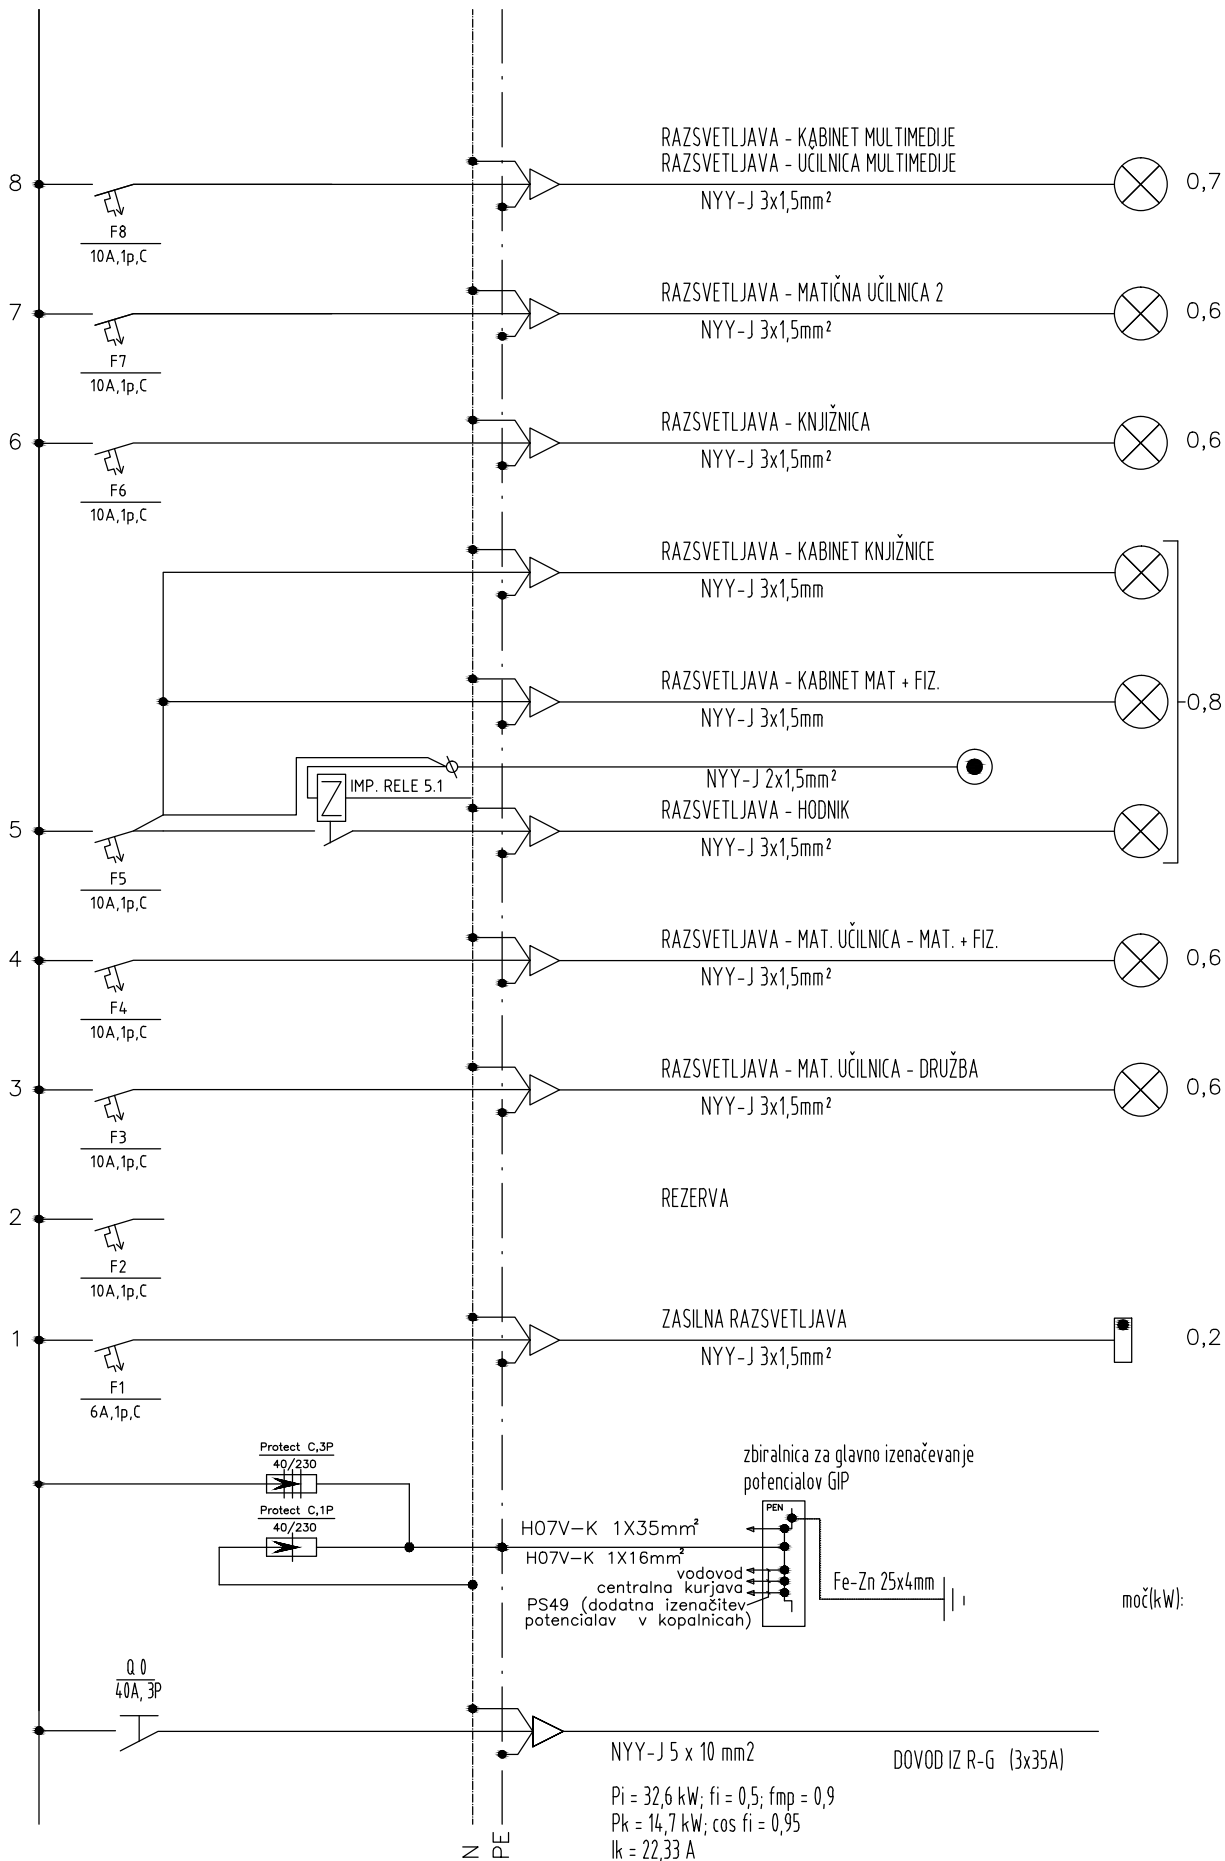 RAZSVETLJAVA - KABINET MULTIMEDIJE
RAZSVETLJAVA - UČILNICA MULTIMEDIJE
8
0,7
NYY-J 3x1,5mm²
F8
10A,1p,C
RAZSVETLJAVA - MATIČNA UČILNICA 2
7
0,6
NYY-J 3x1,5mm²
F7
10A,1p,C
RAZSVETLJAVA - KNJIŽNICA
6
0,6
NYY-J 3x1,5mm²
F6
10A,1p,C
RAZSVETLJAVA - KABINET KNJIŽNICE
NYY-J 3x1,5mm
RAZSVETLJAVA - KABINET MAT + FIZ.
0,8
NYY-J 3x1,5mm
IMP. RELE 5.1
NYY-J 2x1,5mm²
RAZSVETLJAVA - HODNIK
5
NYY-J 3x1,5mm²
F5
10A,1p,C
RAZSVETLJAVA - MAT. UČILNICA - MAT. + FIZ.
4
0,6
NYY-J 3x1,5mm²
F4
10A,1p,C
RAZSVETLJAVA - MAT. UČILNICA - DRUŽBA
3
0,6
NYY-J 3x1,5mm²
F3
10A,1p,C
REZERVA
2
F2
10A,1p,C
ZASILNA RAZSVETLJAVA
1
0,2
NYY-J 3x1,5mm²
F1
6A,1p,C
Protect C,3P
40/230
zbiralnica za glavno izenačevanje
potencialov GIP
Protect C,1P
40/230
PEN
H07V-K 1X35mm²
H07V-K 1X16mm²
vodovod
centralna kurjava
PS49 (dodatna izenačitev
potencialav v kopalnicah)
Fe-Zn 25x4mm
moč(kW):
Q 0
40A, 3P
NYY-J 5 x 10 mm2
DOVOD IZ R-G (3x35A)
Pi = 32,6 kW; fi = 0,5; fmp = 0,9
Pk = 14,7 kW; cos fi = 0,95
Ik = 22,33 A
N
PE